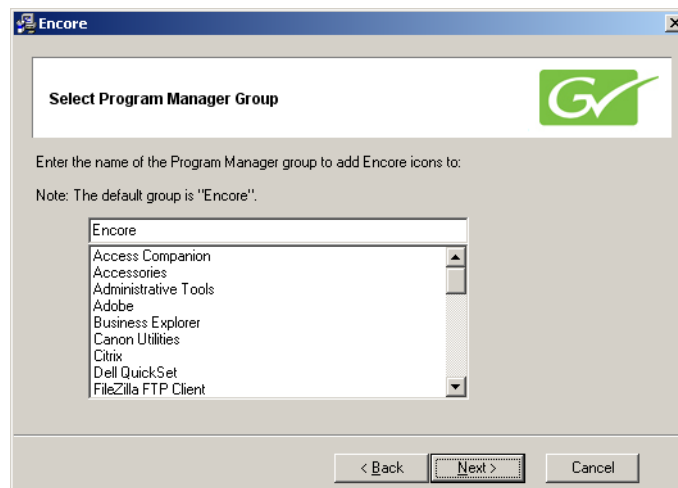 Encore
Select Program Manager Group
GV
Enter the name of the Program Manager group to add Encore icons to:
Note: The default group is "Encore".
Encore
Access Companion
Accessories
Administrative Tools
Adobe
Business Explorer
Canon Utilities
Citrix
Dell QuickSet
FileZilla FTP Client
< Back
Next >
Cancel